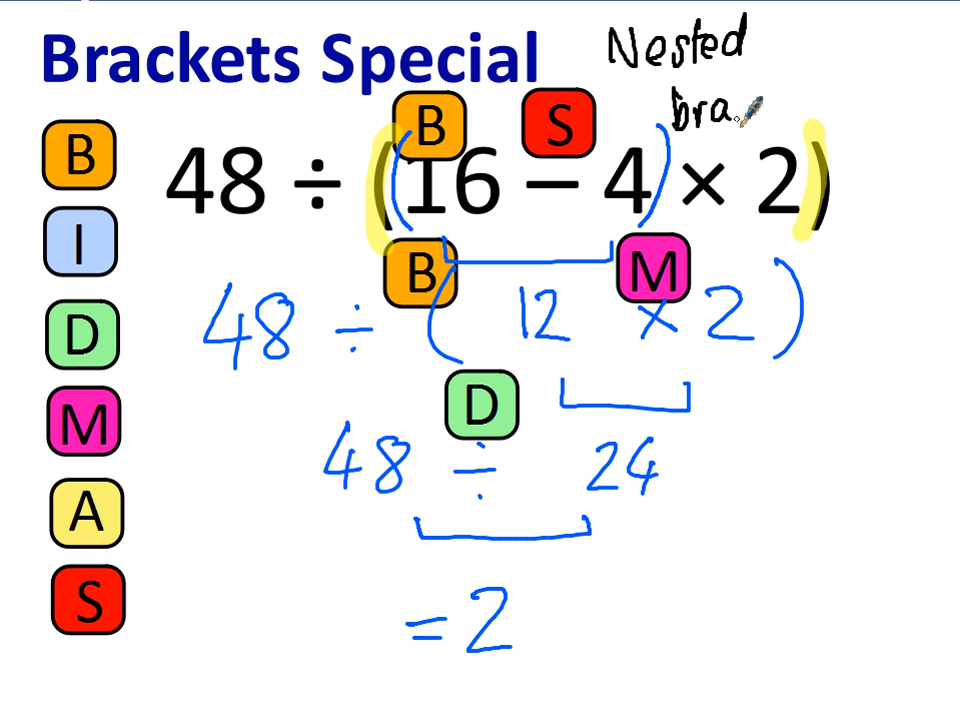 Brackets Special
Nested
bra
B
I
D
M
A
S
B S
48 ÷ ((16 – 4) × 2)
B M
48 ÷ (12 × 2)
D
48 ÷ 24
= 2